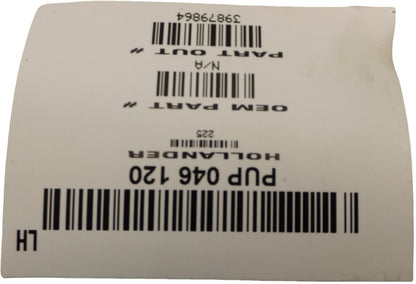 LH
PUP 046 120
HOLLANDER
225
OEM PART #
N/A
PART OUT #
39879864